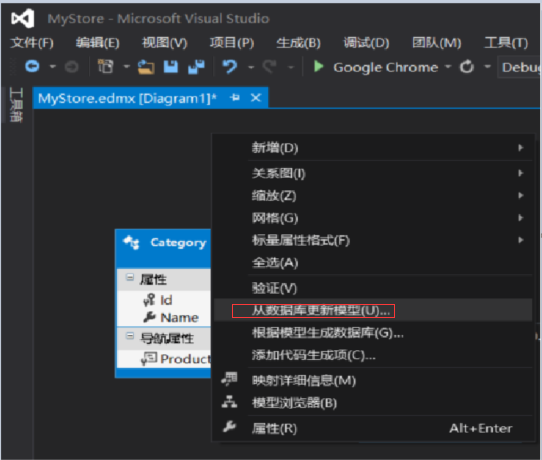 MyStore - Microsoft Visual Studio
文件(F) 编辑(E) 视图(V) 项目(P) 生成(B) 调试(D) 团队(M) 工具(T)
Google Chrome Debug
工具箱
MyStore.edmx [Diagram1]*
新增(D)
关系图(I)
缩放(Z)
网格(G)
标量属性格式(F)
全选(A)
验证(V)
从数据库更新模型(U)...
根据模型生成数据库(G)...
添加代码生成项(C)...
映射详细信息(M)
模型浏览器(B)
属性(R) Alt+Enter
Category
属性
Id
Name
导航属性
Product